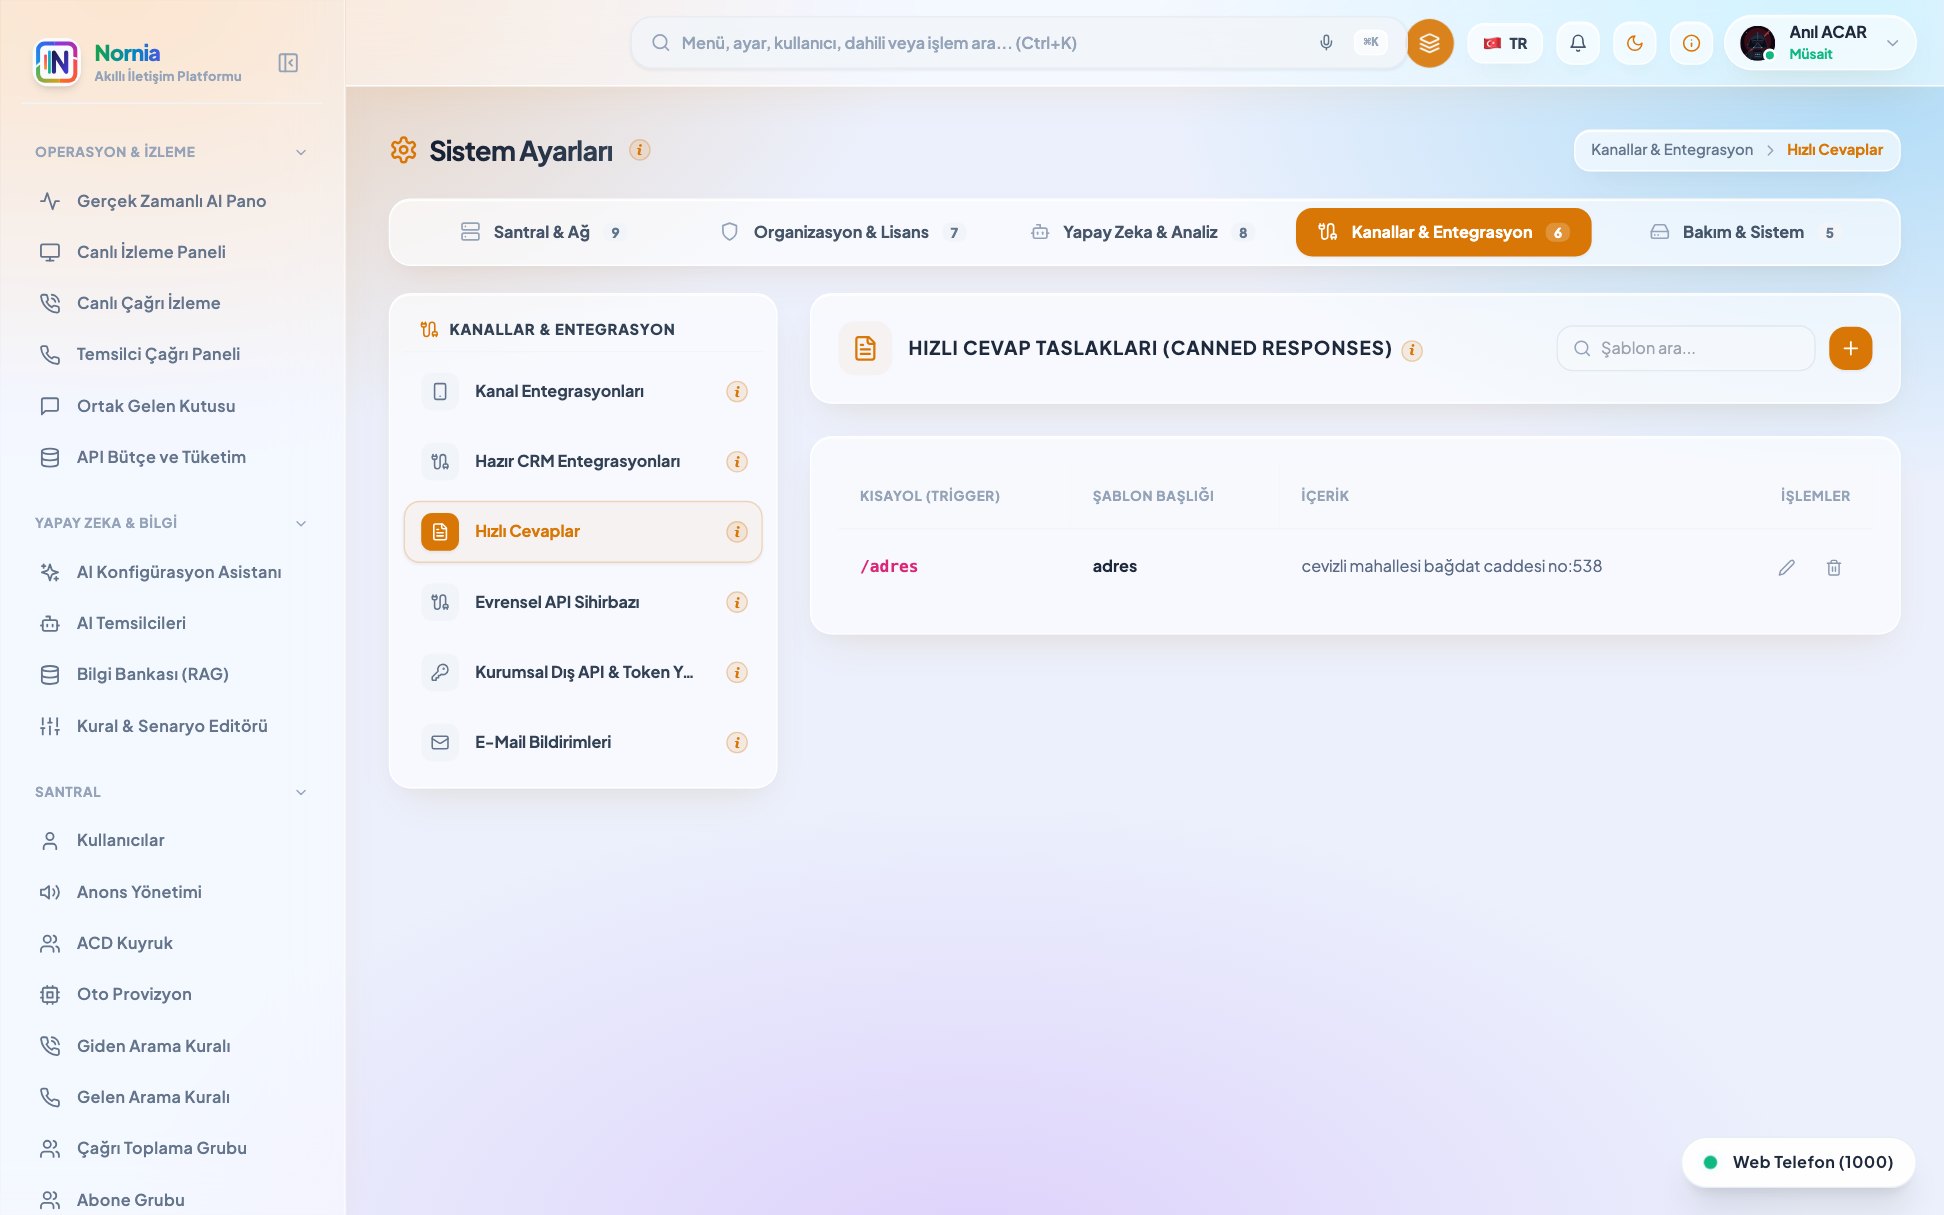 Nornia
Akıllı İletişim Platformu
Menü, ayar, kullanıcı, dahili veya işlem ara... (Ctrl+K)
⌘K
TR
Anıl ACAR
Müsait
OPERASYON & İZLEME
Gerçek Zamanlı AI Pano
Canlı İzleme Paneli
Canlı Çağrı İzleme
Temsilci Çağrı Paneli
Ortak Gelen Kutusu
API Bütçe ve Tüketim
YAPAY ZEKA & BİLGİ
AI Konfigürasyon Asistanı
AI Temsilcileri
Bilgi Bankası (RAG)
Kural & Senaryo Editörü
SANTRAL
Kullanıcılar
Anons Yönetimi
ACD Kuyruk
Oto Provizyon
Giden Arama Kuralı
Gelen Arama Kuralı
Çağrı Toplama Grubu
Abone Grubu
Sistem Ayarları
Kanallar & Entegrasyon > Hızlı Cevaplar
Santral & Ağ 9
Organizasyon & Lisans 7
Yapay Zeka & Analiz 8
Kanallar & Entegrasyon 6
Bakım & Sistem 5
KANALLAR & ENTEGRASYON
Kanal Entegrasyonları
Hazır CRM Entegrasyonları
Hızlı Cevaplar
Evrensel API Sihirbazı
Kurumsal Dış API & Token Y...
E-Mail Bildirimleri
HIZLI CEVAP TASLAKLARI (CANNED RESPONSES)
Şablon ara...
KISAYOL (TRİGGER) ŞABLON BAŞLIĞI İÇERİK İŞLEMLER
/adres adres cevizli mahallesi bağdat caddesi no:538
Web Telefon (1000)